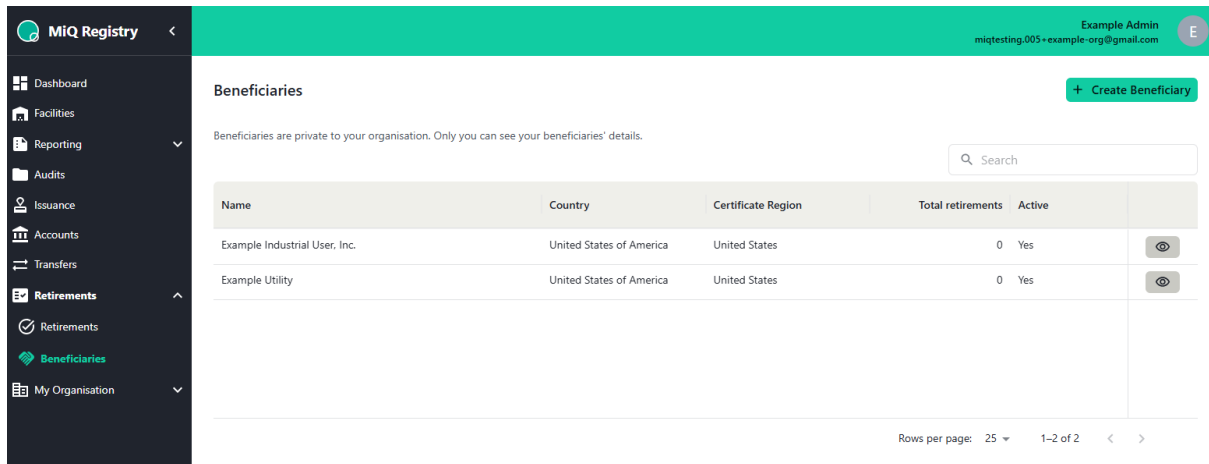 MiQ Registry
Example Admin
miqtesting.005+example-org@gmail.com
E
Dashboard
Facilities
Reporting
Audits
Issuance
Accounts
Transfers
Retirements
Retirements
Beneficiaries
My Organisation
Beneficiaries
+ Create Beneficiary
Beneficiaries are private to your organisation. Only you can see your beneficiaries' details.
Search
Name Country Certificate Region Total retirements Active
Example Industrial User, Inc. United States of America United States 0 Yes
Example Utility United States of America United States 0 Yes
Rows per page: 25 1–2 of 2